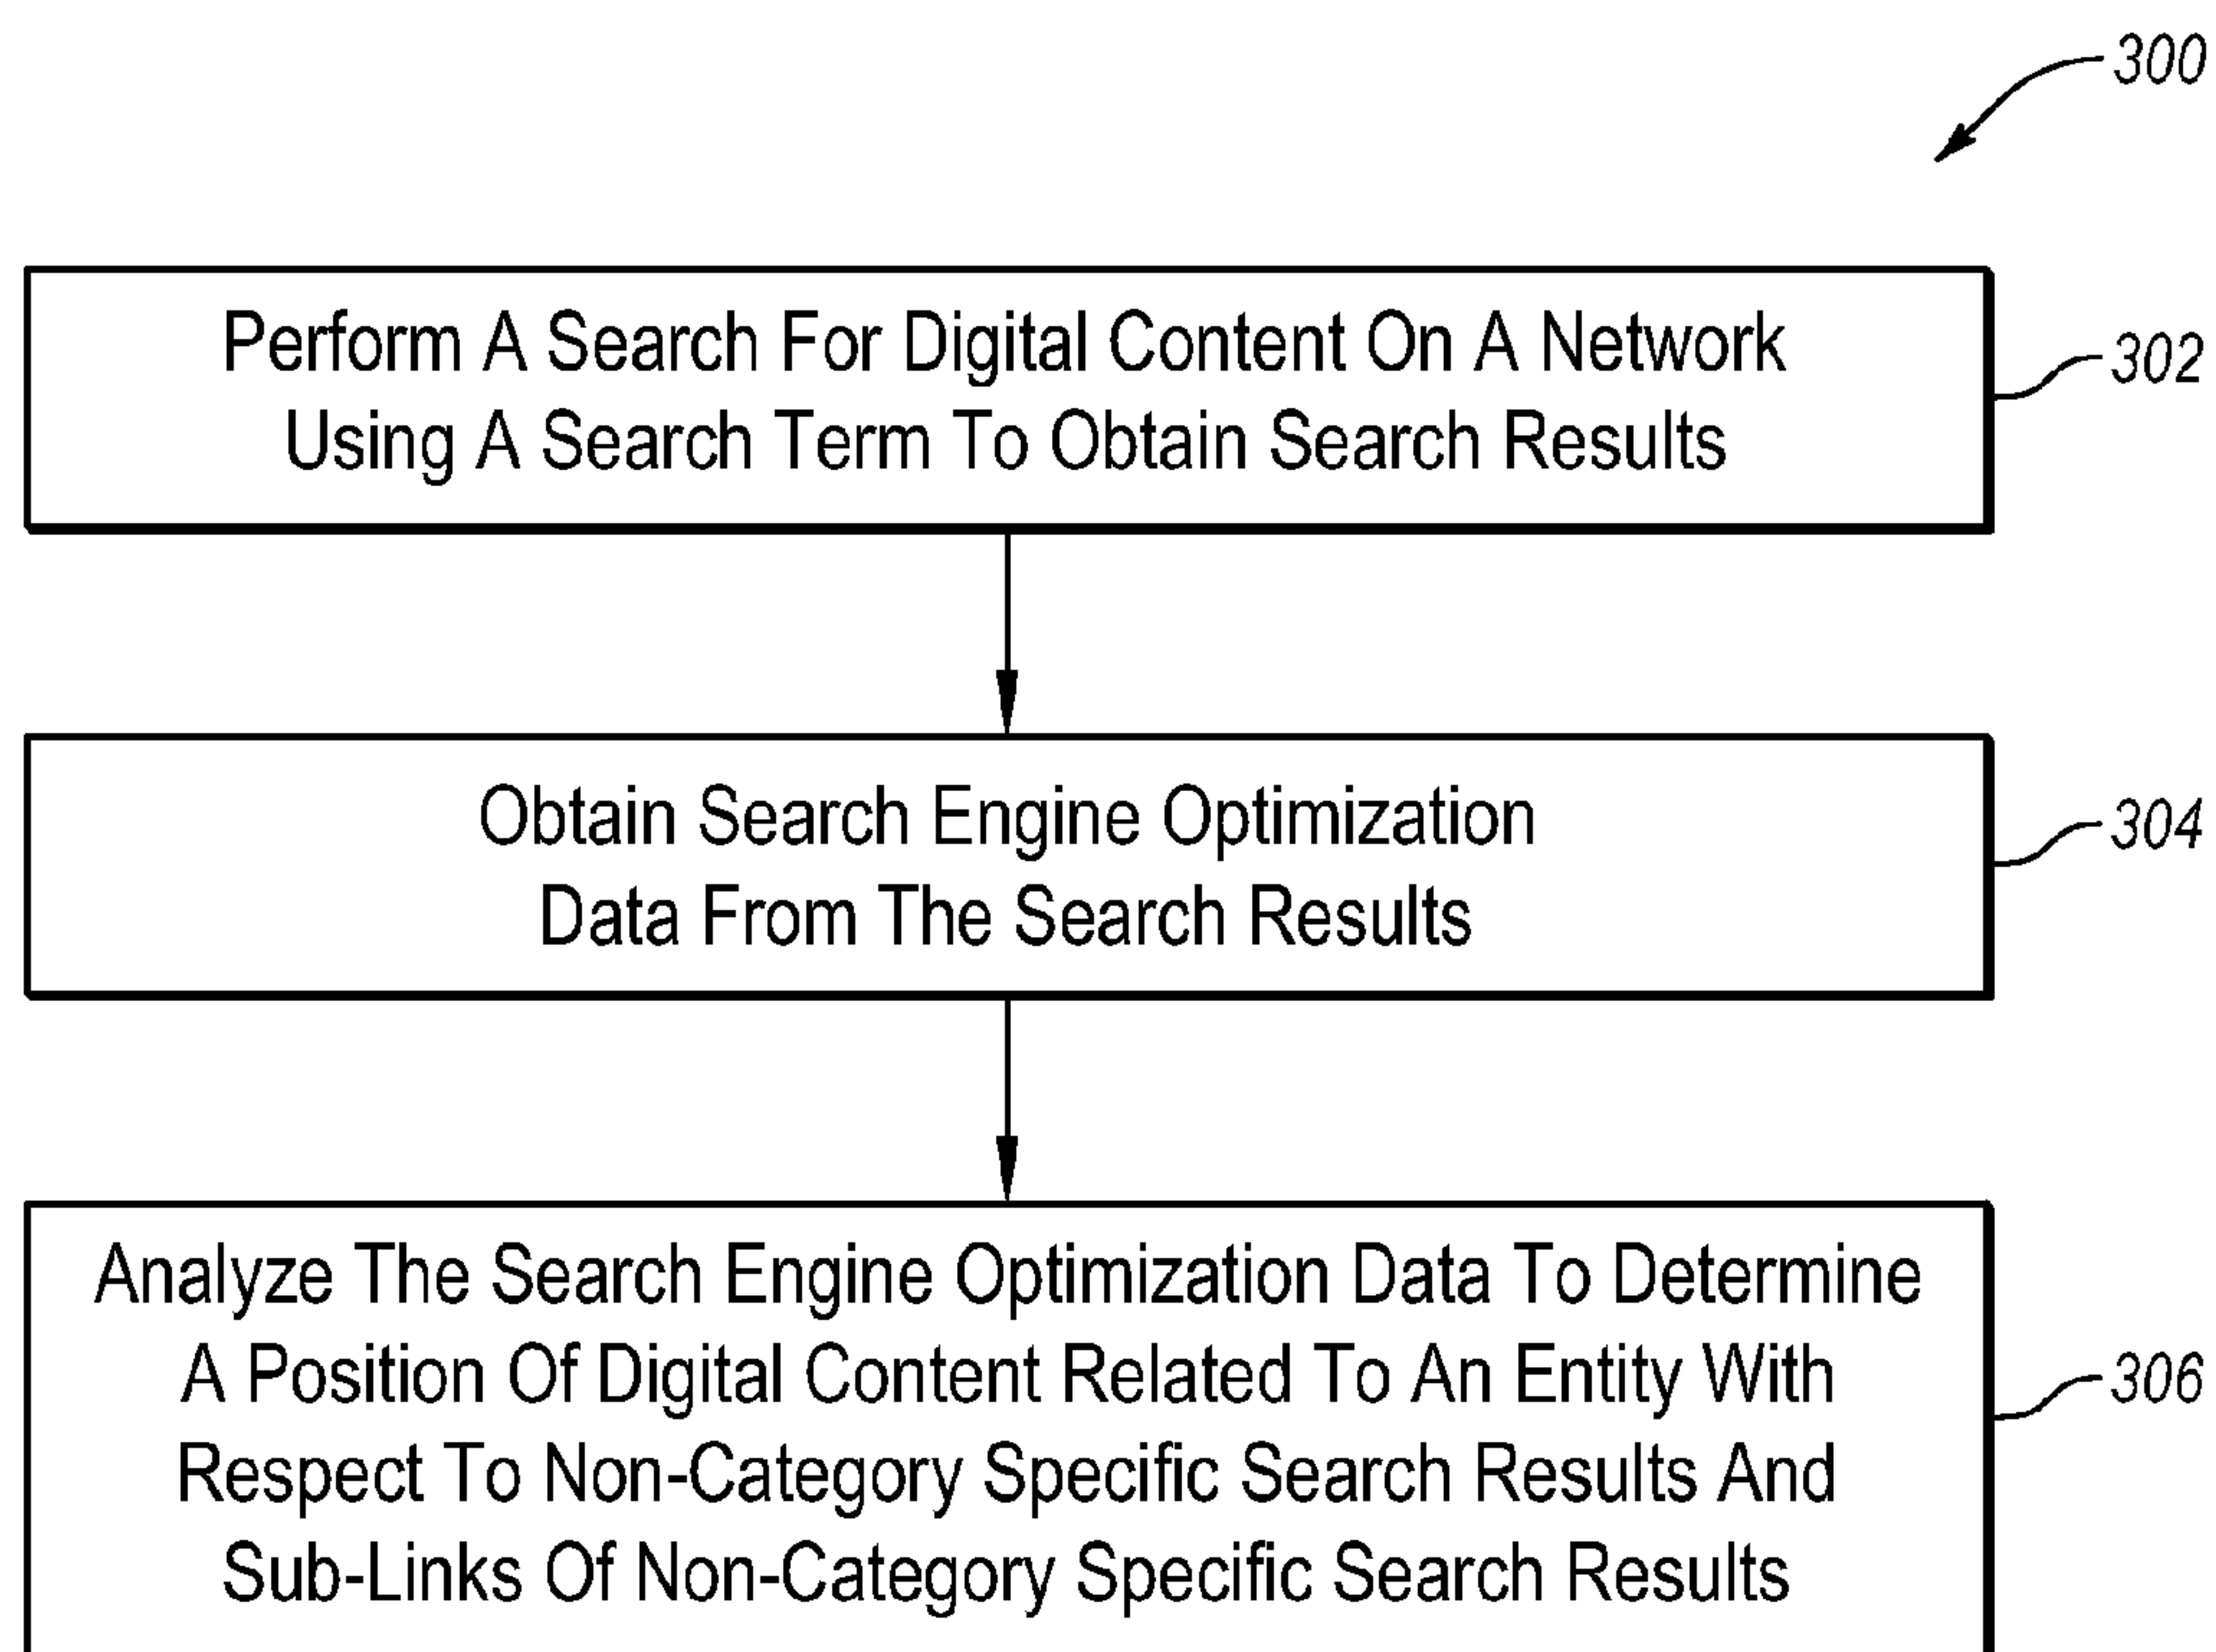 300
Perform A Search For Digital Content On A Network
Using A Search Term To Obtain Search Results
302
Obtain Search Engine Optimization
Data From The Search Results
304
Analyze The Search Engine Optimization Data To Determine
A Position Of Digital Content Related To An Entity With
Respect To Non-Category Specific Search Results And
Sub-Links Of Non-Category Specific Search Results
306